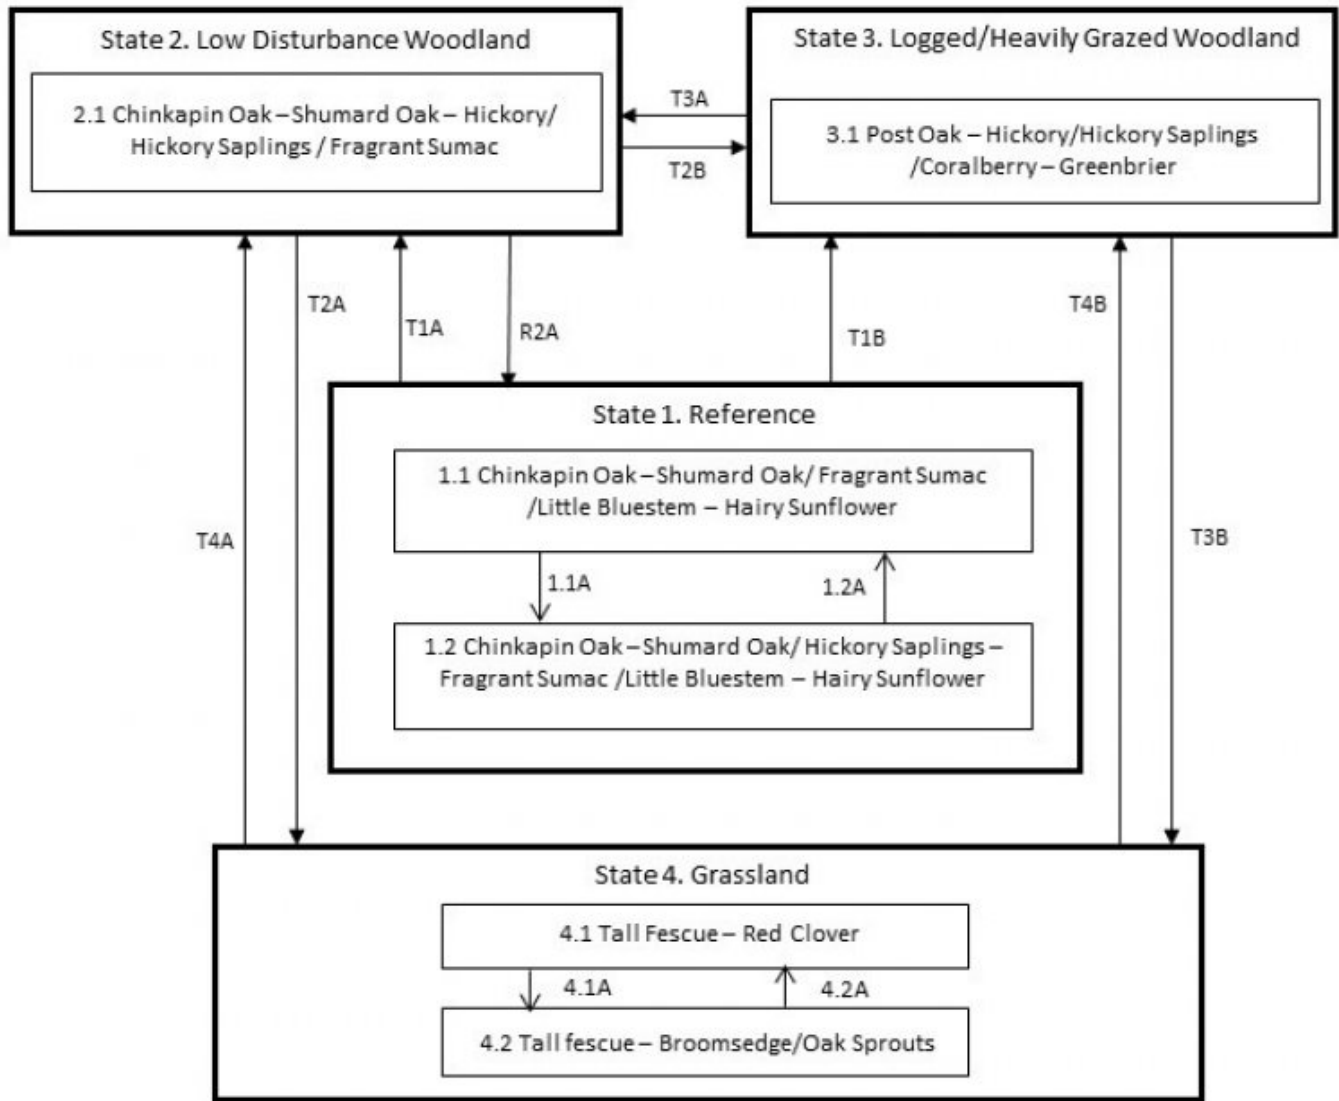 State 2. Low Disturbance Woodland
2.1 Chinkapin Oak – Shumard Oak – Hickory/
Hickory Saplings / Fragrant Sumac
State 3. Logged/Heavily Grazed Woodland
3.1 Post Oak – Hickory/Hickory Saplings
/Coralberry – Greenbrier
T3A
T2B
T2A
T1A
R2A
T1B
T4B
T4A
T3B
State 1. Reference
1.1 Chinkapin Oak – Shumard Oak/ Fragrant Sumac
/Little Bluestem – Hairy Sunflower
1.1A
1.2A
1.2 Chinkapin Oak – Shumard Oak/ Hickory Saplings –
Fragrant Sumac /Little Bluestem – Hairy Sunflower
State 4. Grassland
4.1 Tall Fescue – Red Clover
4.1A
4.2A
4.2 Tall fescue – Broomsedge/Oak Sprouts